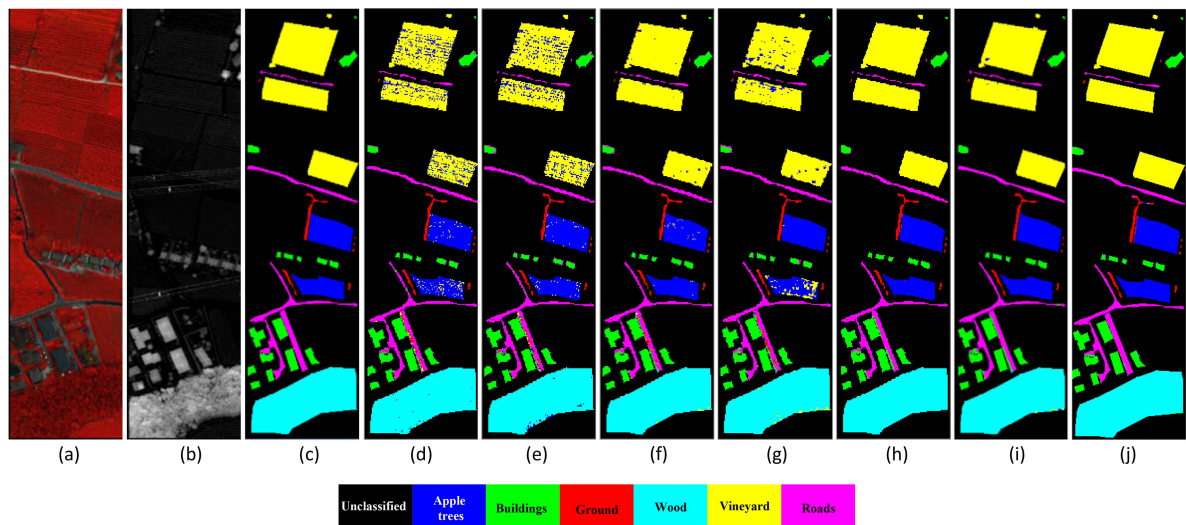 (a) (b) (c) (d) (e) (f) (g) (h) (i) (j)
Unclassified Apple trees Buildings Ground Wood Vineyard Roads